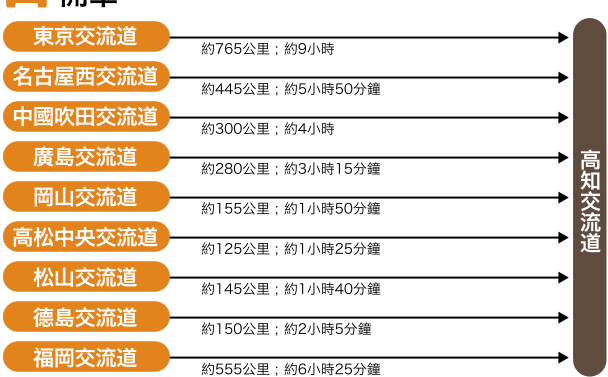 開車
東京交流道
約765公里；約9小時
名古屋西交流道
約445公里；約5小時50分鐘
中國吹田交流道
約300公里；約4小時
廣島交流道
約280公里；約3小時15分鐘
岡山交流道
約155公里；約1小時50分鐘
高松中央交流道
約125公里；約1小時25分鐘
松山交流道
約145公里；約1小時40分鐘
德島交流道
約150公里；約2小時5分鐘
福岡交流道
約555公里；約6小時25分鐘
高知交流道